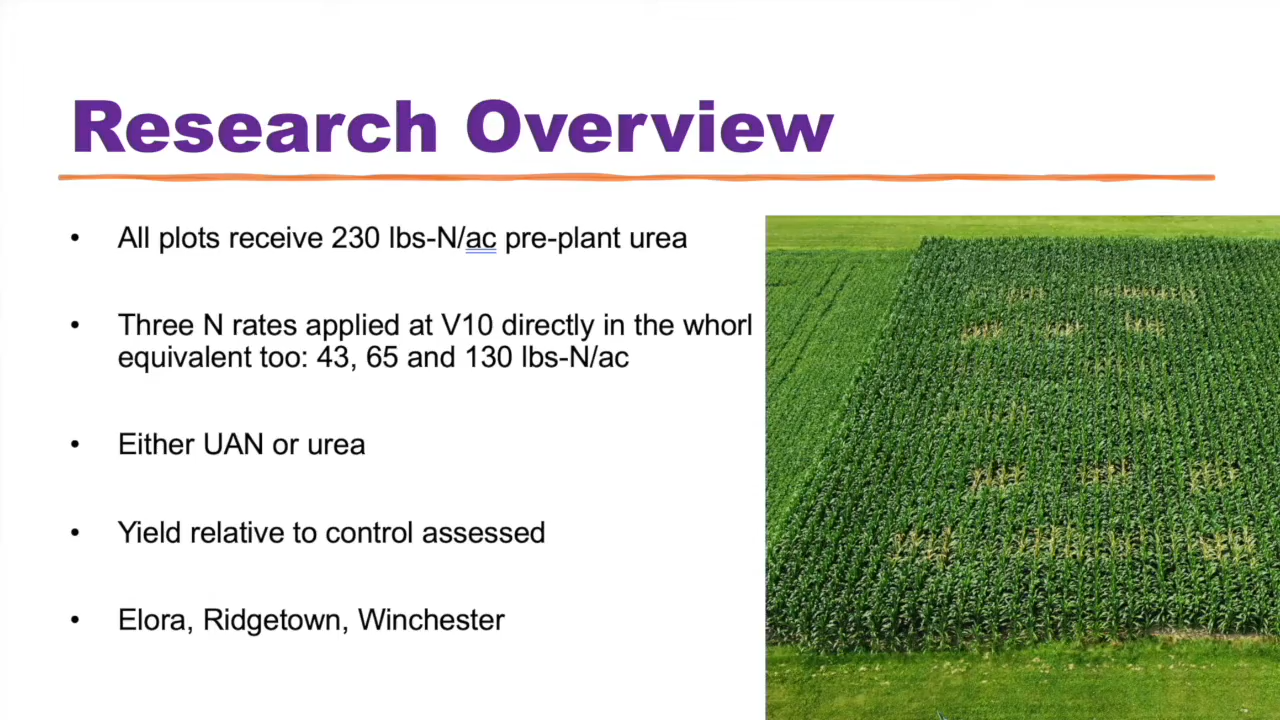 Research Overview
• All plots receive 230 lbs-N/ac pre-plant urea
• Three N rates applied at V10 directly in the whorl
equivalent too: 43, 65 and 130 lbs-N/ac
• Either UAN or urea
• Yield relative to control assessed
• Elora, Ridgetown, Winchester